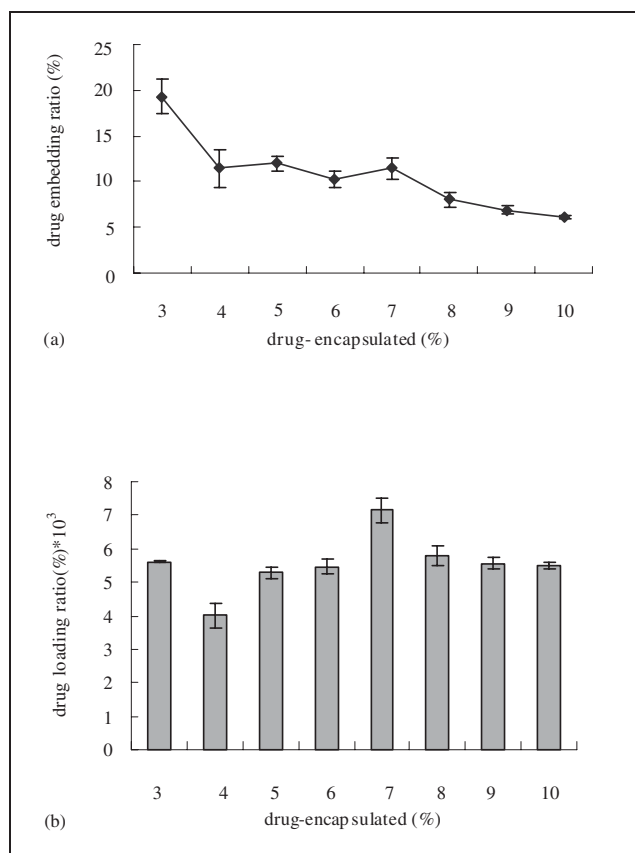 25
20
15
10
5
0
drug embedding ratio (%)
3 4 5 6 7 8 9 10
(a)
drug- encapsulated (%)
8
7
6
5
4
3
2
1
0
drug loading ratio(%)*10³
3 4 5 6 7 8 9 10
(b)
drug-encapsulated (%)